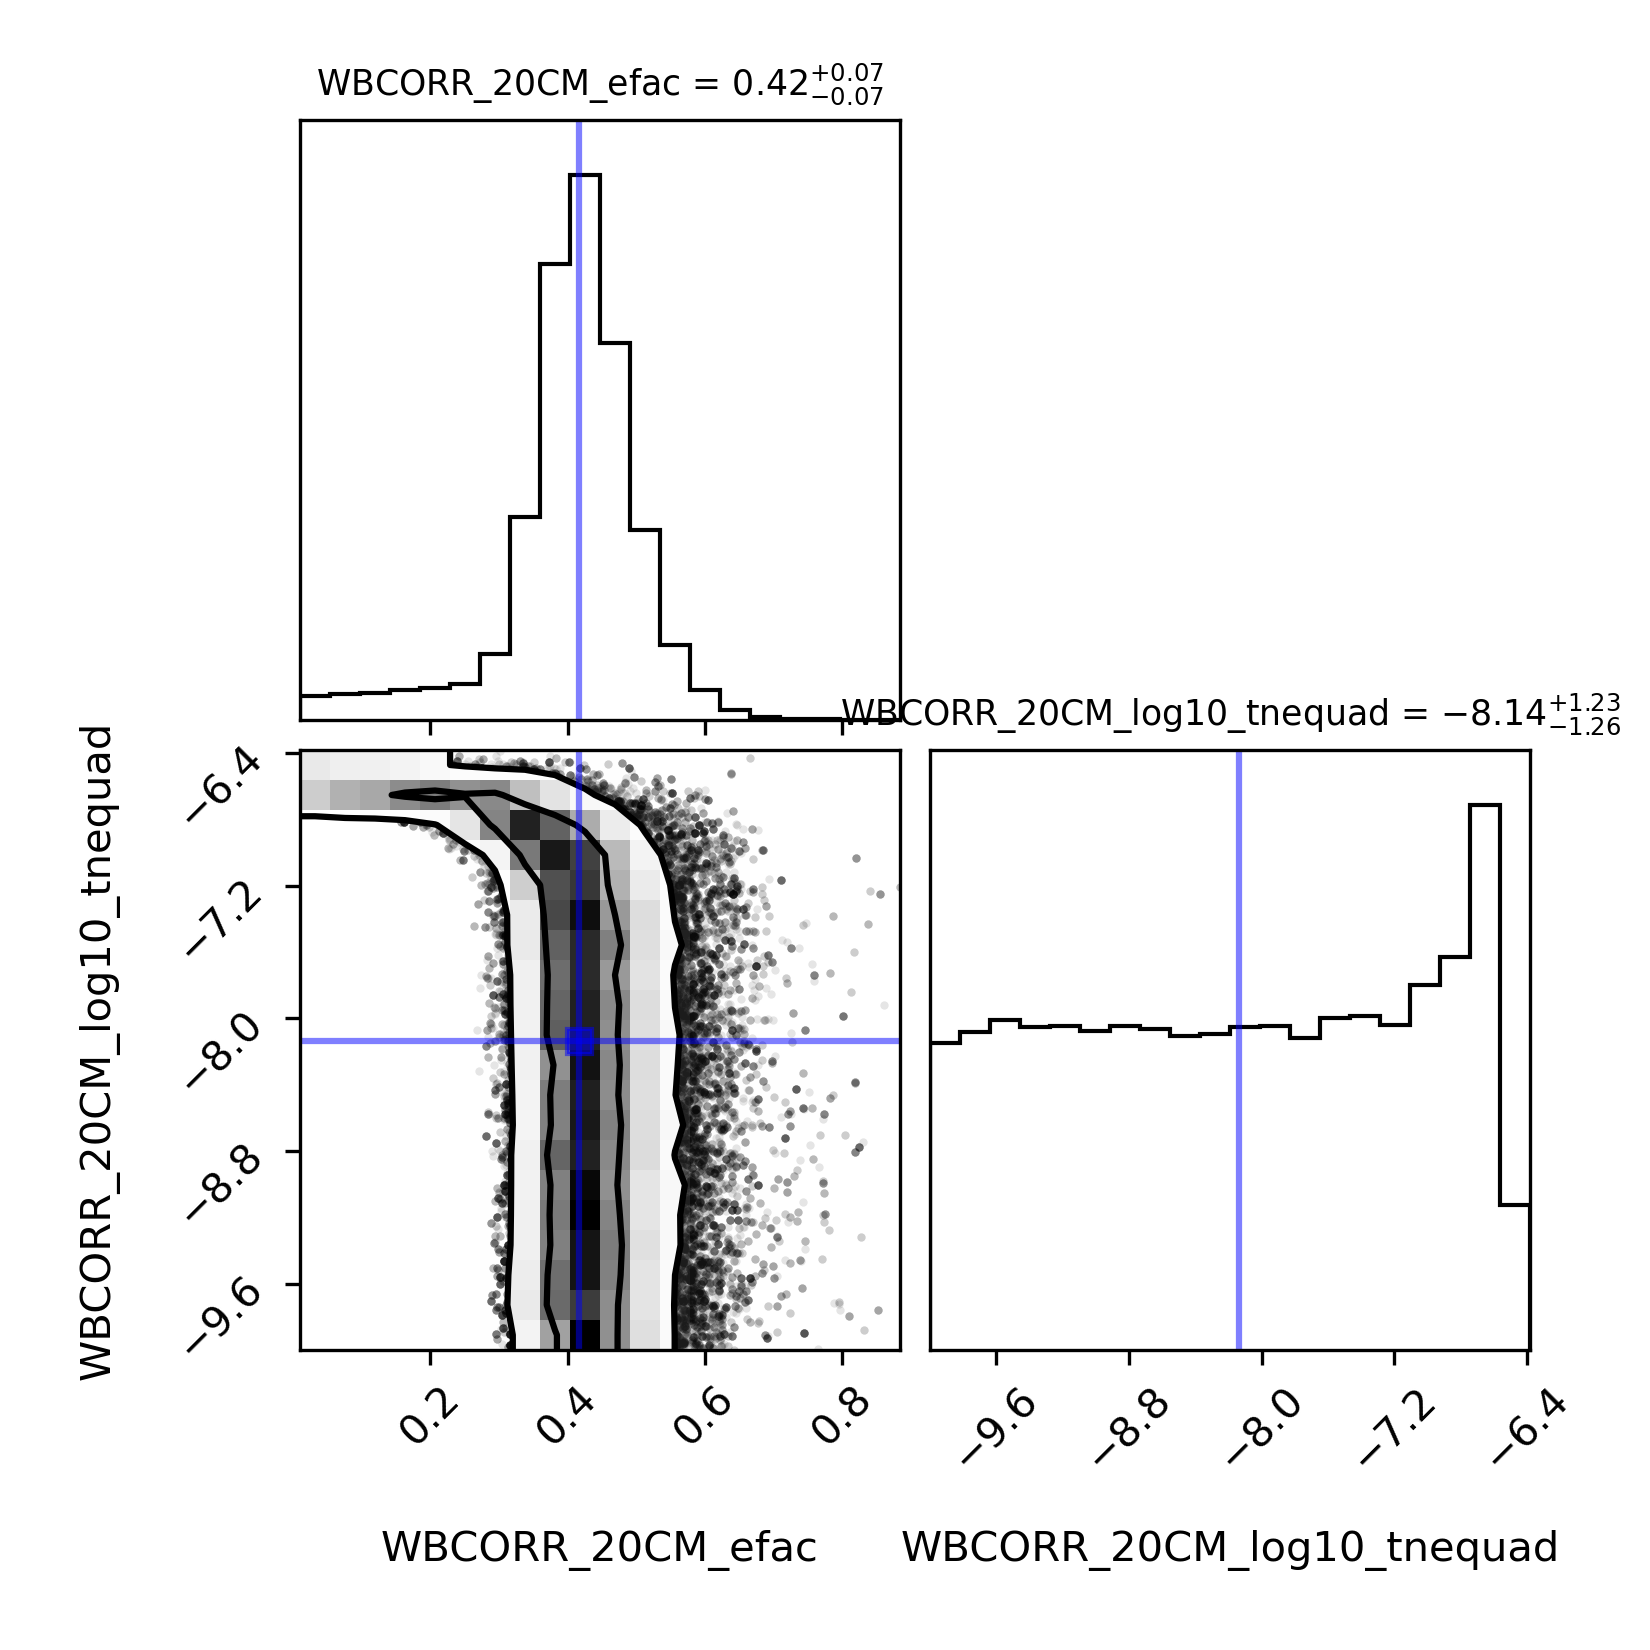 WBCORR_20CM_efac = 0.42+0.07−0.07
WBCORR_20CM_log10_tnequad = −8.14+1.23−1.26
WBCORR_20CM_log10_tnequad
−6.4
−7.2
−8.0
−8.8
−9.6
0.2
0.4
0.6
0.8
−9.6
−8.8
−8.0
−7.2
−6.4
WBCORR_20CM_efac
WBCORR_20CM_log10_tnequad